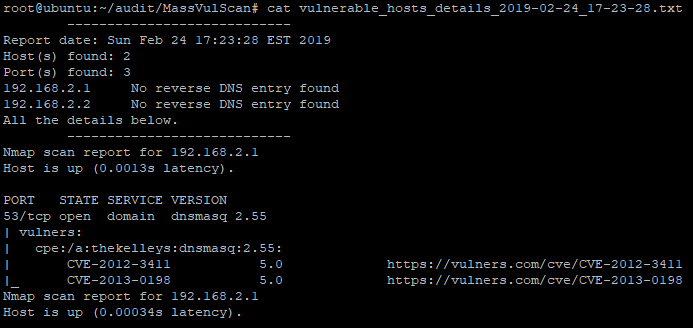 root@ubuntu:~/audit/MassVulScan# cat vulnerable_hosts_details_2019-02-24_17-23-28.txt
        ----------------------------
Report date: Sun Feb 24 17:23:28 EST 2019
Host(s) found: 2
Port(s) found: 3
192.168.2.1     No reverse DNS entry found
192.168.2.2     No reverse DNS entry found
All the details below.
        ----------------------------
Nmap scan report for 192.168.2.1
Host is up (0.0013s latency).

PORT   STATE SERVICE VERSION
53/tcp open  domain  dnsmasq 2.55
| vulners:
|   cpe:/a:thekelleys:dnsmasq:2.55:
|       CVE-2012-3411           5.0             https://vulners.com/cve/CVE-2012-3411
|_      CVE-2013-0198           5.0             https://vulners.com/cve/CVE-2013-0198
Nmap scan report for 192.168.2.1
Host is up (0.00034s latency).